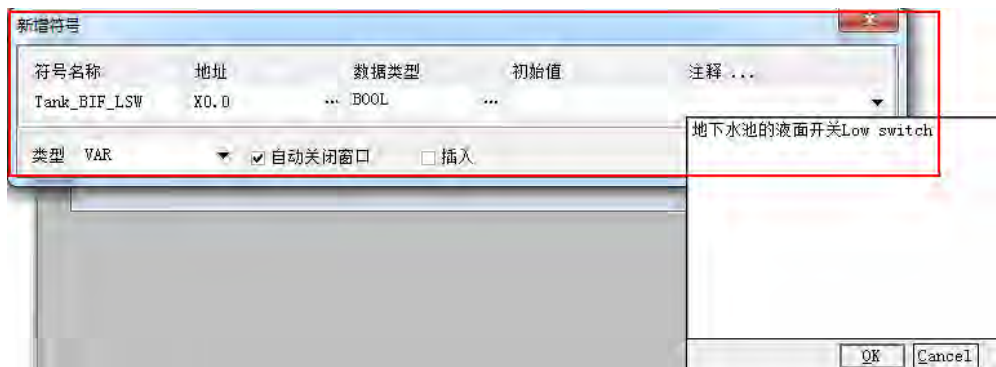 新增符号
符号名称 地址 数据类型 初始值 注释 ...
Tank_BIF_LSW X0.0 ... BOOL ...
地下水池的液面开关Low switch
类型 VAR 自动关闭窗口 插入
OK Cancel